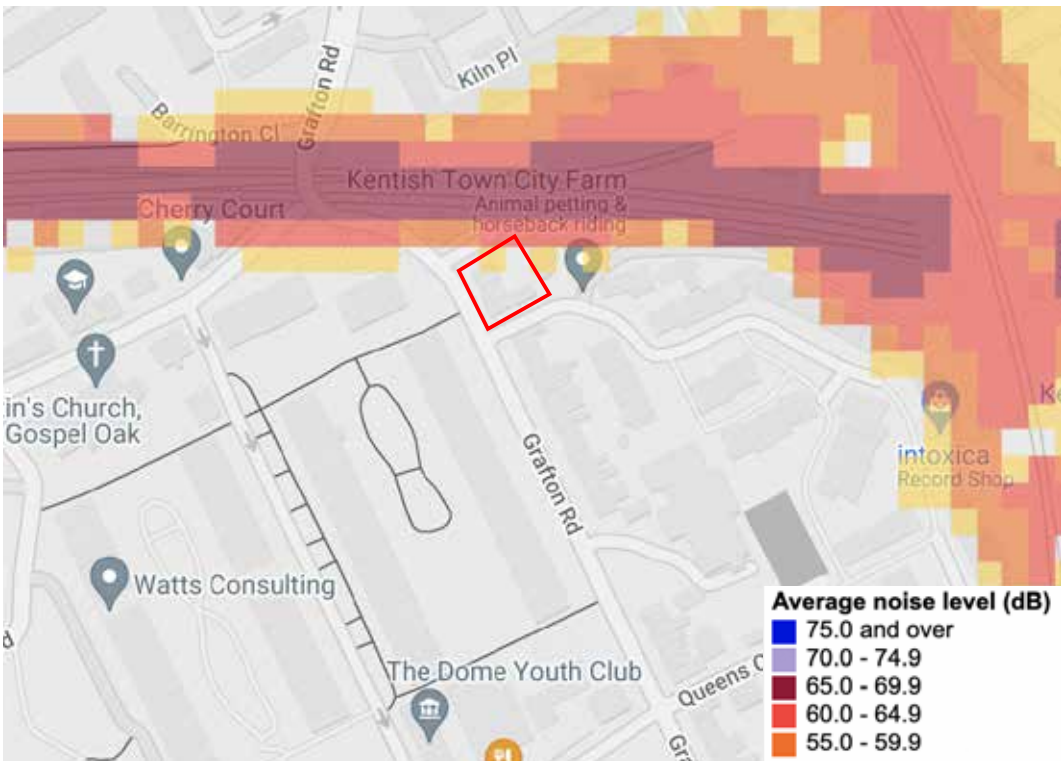 Kiln Pl
Grafton Rd
Barrington Cl
Kentish Town City Farm
Animal petting &
horseback riding
Cherry Court
in's Church,
Gospel Oak
Grafton Rd
intoxica
Record Shop
Watts Consulting
The Dome Youth Club
Queens C
Gra
Average noise level (dB)
75.0 and over
70.0 - 74.9
65.0 - 69.9
60.0 - 64.9
55.0 - 59.9